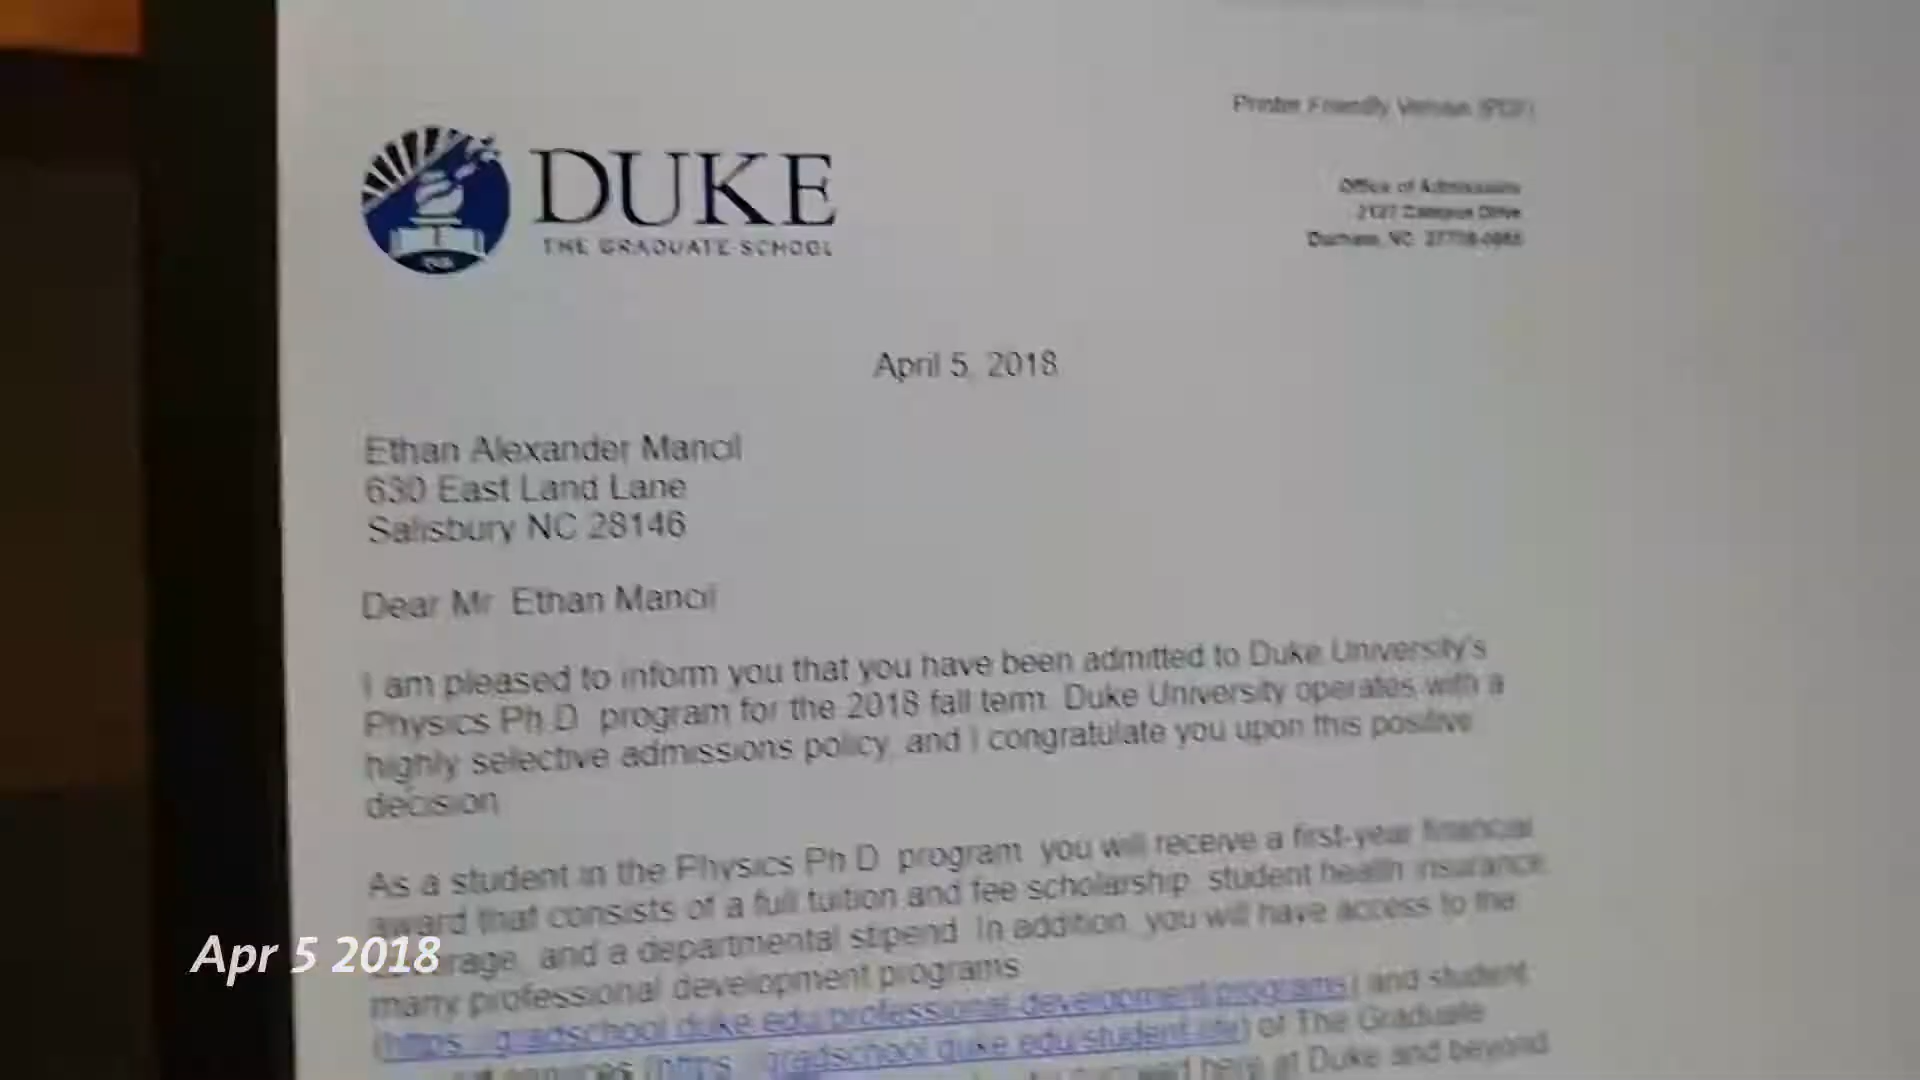 Printer Friendly Version (PDF)
DUKE
THE GRADUATE SCHOOL
Office of Admissions
2127 Campus Drive
Durham, NC
April 5, 2018
Ethan Alexander Mancil
630 East Land Lane
Salisbury NC 28146
Dear Mr Ethan Mancil
I am pleased to inform you that you have been admitted to Duke University's
Physics Ph.D. program for the 2018 fall term. Duke University operates with a
highly selective admissions policy, and I congratulate you upon this positive
decision.
As a student in the Physics Ph.D. program, you will receive a first-year financial
award that consists of a full tuition and fee scholarship, student health insurance
and a departmental stipend. In addition, you will have access to the
Apr 5 2018
many professional development programs
(https://gradschool.duke.edu/professional-development/programs) and student
(https://gradschool.duke.edu/student-life) of The Graduate
here at Duke and beyond